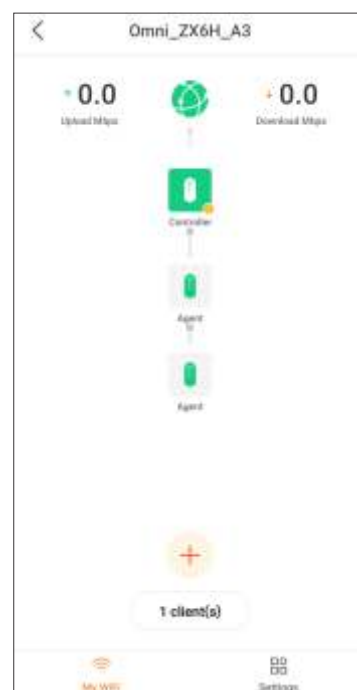 Omni_ZX6H_A3
0.0
0.0
Upload Mbps
Download Mbps
Controller
Agent
Agent
1 client(s)
My WiFi
Settings